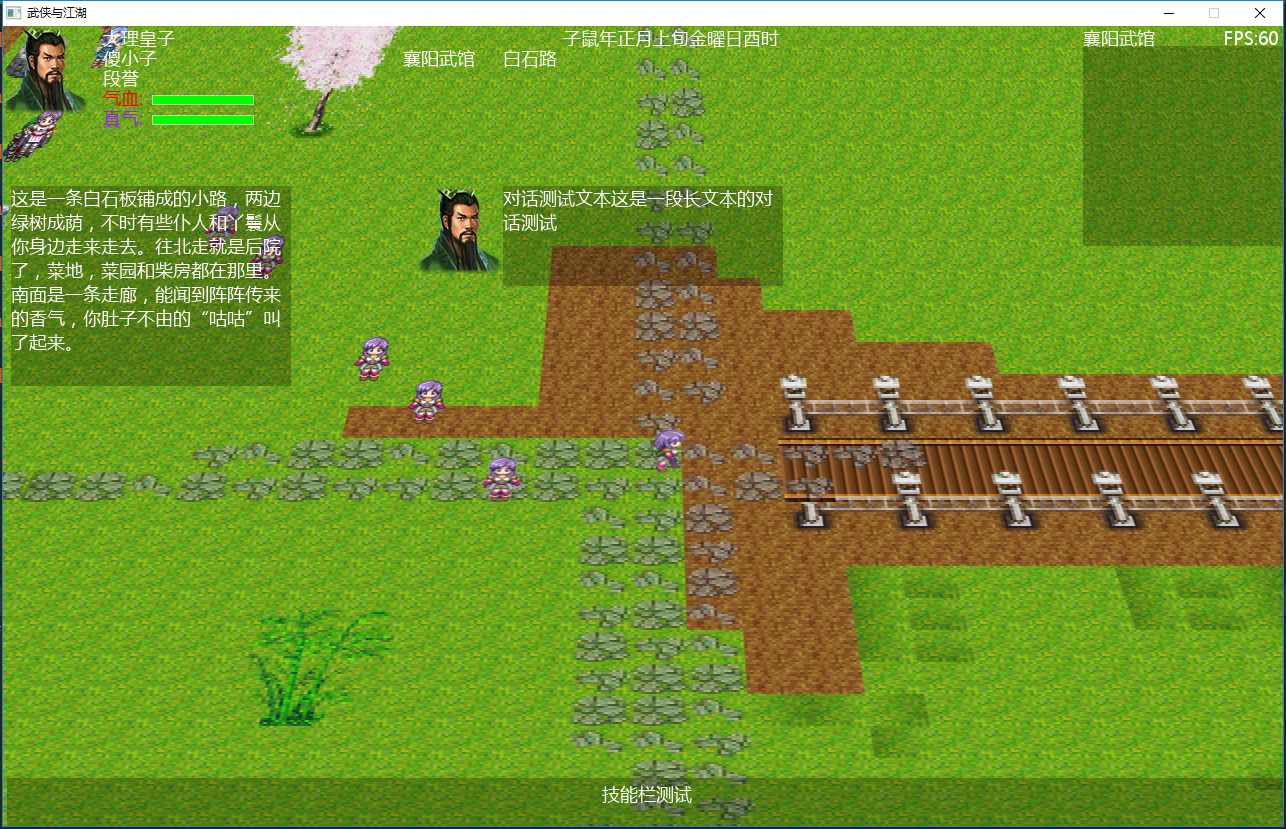 武侠与江湖
大理皇子
傻小子
段誉
气血:
真气:
襄阳武馆 白石路
子鼠年正月上旬金曜日酉时
襄阳武馆
FPS:60
这是一条白石板铺成的小路，两边
绿树成荫，不时有些仆人和丫鬟从
你身边走来走去。往北走就是后院
了，菜地，菜园和柴房都在那里。
南面是一条走廊，能闻到阵阵传来
的香气，你肚子不由的“咕咕”叫
了起来。
对话测试文本这是一段长文本的对
话测试
技能栏测试